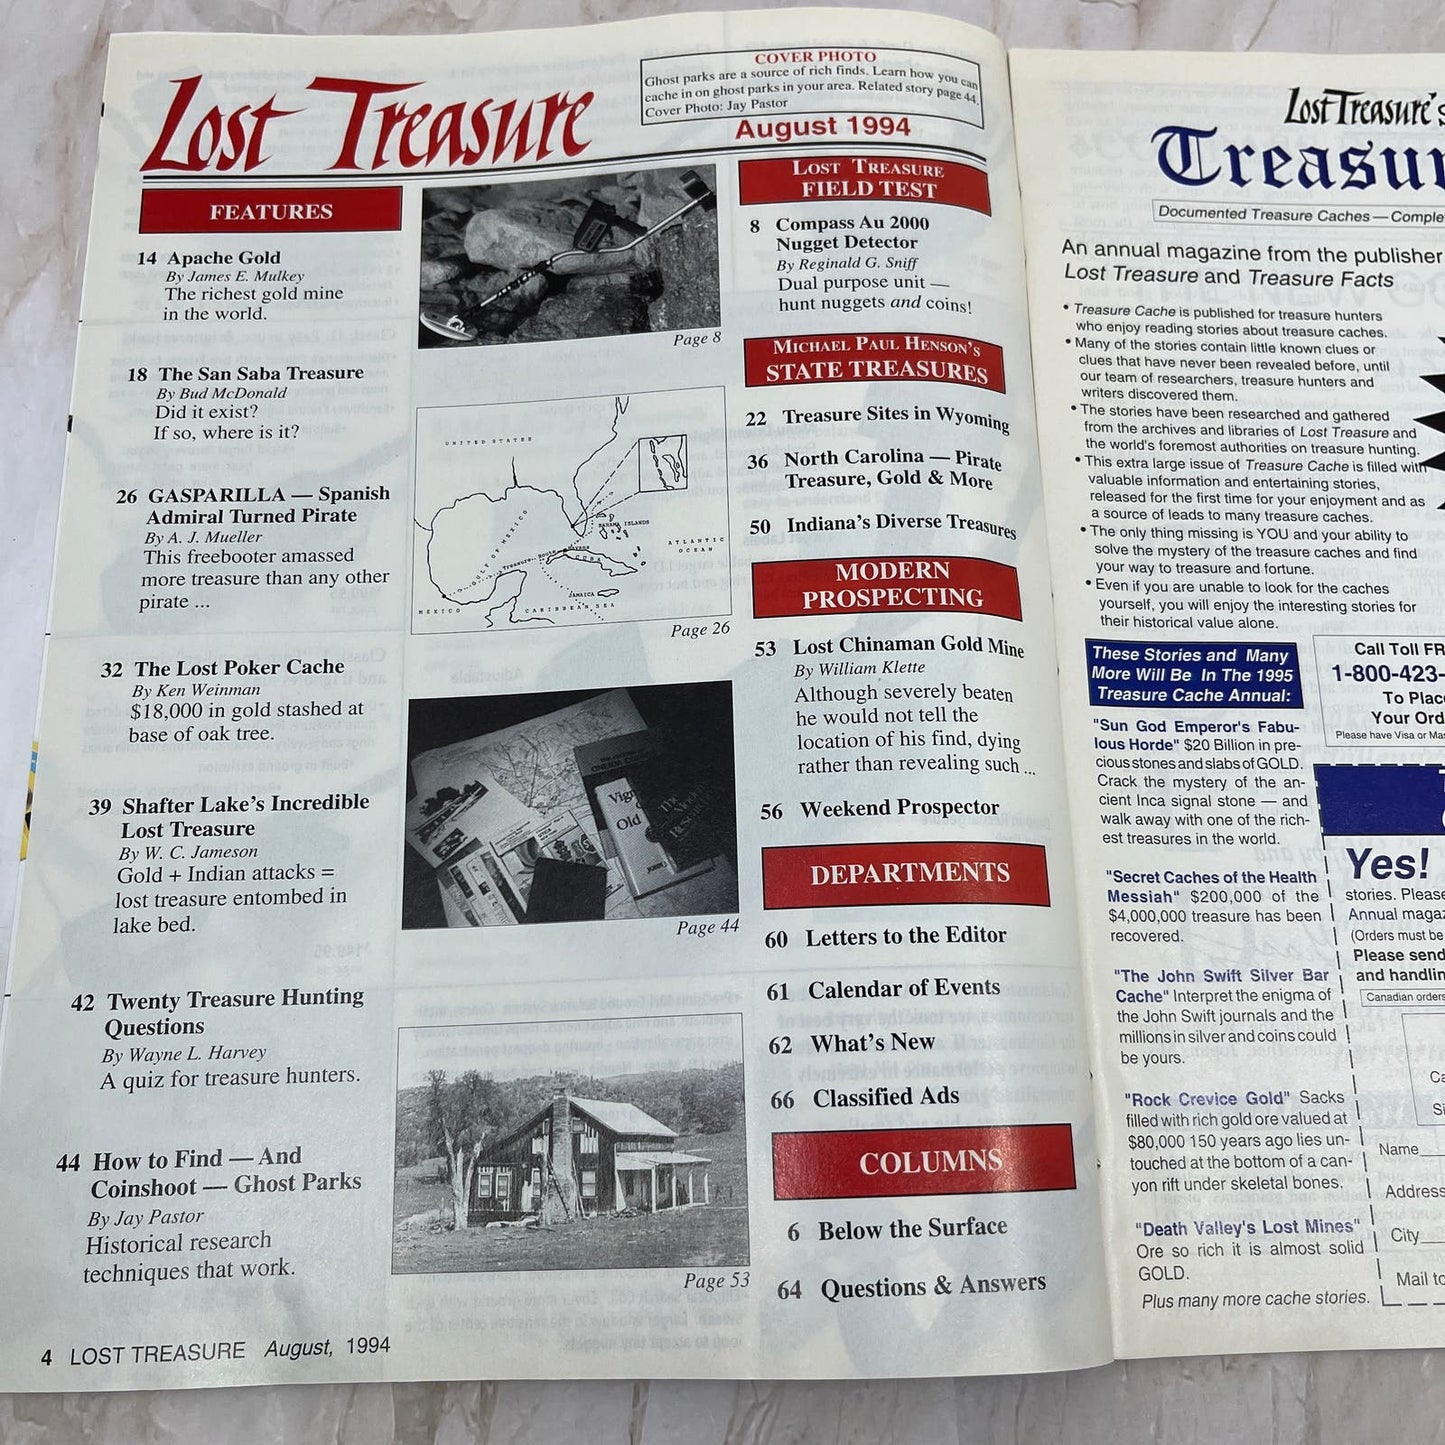 Lost Treasure
COVER PHOTO
Ghost parks are a source of rich finds. Learn how you can
cache in on ghost parks in your area. Related story page 44.
Cover Photo: Jay Pastor
August 1994
FEATURES
14 Apache Gold
By James E. Mulkey
The richest gold mine
in the world.
18 The San Saba Treasure
By Bud McDonald
Did it exist?
If so, where is it?
26 GASPARILLA — Spanish
Admiral Turned Pirate
By A. J. Mueller
This freebooter amassed
more treasure than any other
pirate ...
32 The Lost Poker Cache
By Ken Weinman
$18,000 in gold stashed at
base of oak tree.
39 Shafter Lake's Incredible
Lost Treasure
By W. C. Jameson
Gold + Indian attacks =
lost treasure entombed in
lake bed.
42 Twenty Treasure Hunting
Questions
By Wayne L. Harvey
A quiz for treasure hunters.
44 How to Find — And
Coinshoot — Ghost Parks
By Jay Pastor
Historical research
techniques that work.
Page 8
UNITED STATES
GULF OF MEXICO
BAHAMA ISLANDS
ATLANTIC
OCEAN
Treasure Route
CUBA
JAMAICA
MEXICO
CARIBBEAN SEA
Page 26
Page 44
Page 53
LOST TREASURE
FIELD TEST
8 Compass Au 2000
Nugget Detector
By Reginald G. Sniff
Dual purpose unit —
hunt nuggets and coins!
MICHAEL PAUL HENSON'S
STATE TREASURES
22 Treasure Sites in Wyoming
36 North Carolina — Pirate
Treasure, Gold & More
50 Indiana's Diverse Treasures
MODERN
PROSPECTING
53 Lost Chinaman Gold Mine
By William Klette
Although severely beaten
he would not tell the
location of his find, dying
rather than revealing such ...
56 Weekend Prospector
DEPARTMENTS
60 Letters to the Editor
61 Calendar of Events
62 What's New
66 Classified Ads
COLUMNS
6 Below the Surface
64 Questions & Answers
4 LOST TREASURE August, 1994
Lost Treasure's
Treasur
Documented Treasure Caches — Comple
An annual magazine from the publisher
Lost Treasure and Treasure Facts
• Treasure Cache is published for treasure hunters
who enjoy reading stories about treasure caches.
• Many of the stories contain little known clues or
clues that have never been revealed before, until
our team of researchers, treasure hunters and
writers discovered them.
• The stories have been researched and gathered
from the archives and libraries of Lost Treasure and
the world's foremost authorities on treasure hunting.
• This extra large issue of Treasure Cache is filled with
valuable information and entertaining stories,
released for the first time for your enjoyment and as
a source of leads to many treasure caches.
• The only thing missing is YOU and your ability to
solve the mystery of the treasure caches and find
your way to treasure and fortune.
• Even if you are unable to look for the caches
yourself, you will enjoy the interesting stories for
their historical value alone.
These Stories and Many
More Will Be In The 1995
Treasure Cache Annual:
"Sun God Emperor's Fabu-
lous Horde" $20 Billion in pre-
cious stones and slabs of GOLD.
Crack the mystery of the an-
cient Inca signal stone — and
walk away with one of the rich-
est treasures in the world.
"Secret Caches of the Health
Messiah" $200,000 of the
$4,000,000 treasure has been
recovered.
"The John Swift Silver Bar
Cache" Interpret the enigma of
the John Swift journals and the
millions in silver and coins could
be yours.
"Rock Crevice Gold" Sacks
filled with rich gold ore valued at
$80,000 150 years ago lies un-
touched at the bottom of a can-
yon rift under skeletal bones.
"Death Valley's Lost Mines"
Ore so rich it is almost solid
GOLD.
Plus many more cache stories.
Call Toll FR
1-800-423-
To Plac
Your Ord
Please have Visa or Mas
Yes!
stories. Please
Annual magaz
(Orders must be
Please send
and handlin
Canadian orders
Name
Address
City
Mail to